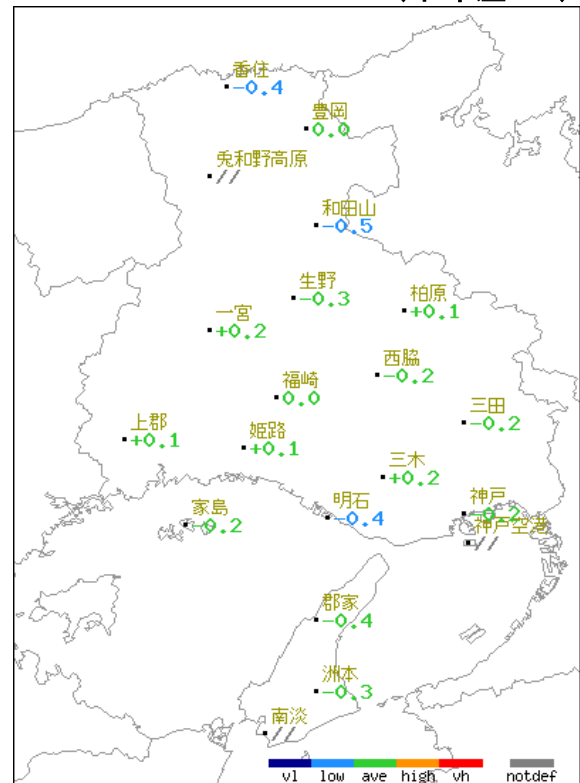 香住
-0.4
豊岡
0.0
兎和野高原
//
和田山
-0.5
生野
-0.3
柏原
+0.1
一宮
+0.2
西脇
-0.2
福崎
0.0
三田
-0.2
上郡
+0.1
姫路
+0.1
三木
+0.2
家島
-0.2
明石
-0.4
神戸
-0.2
神戸空港
//
郡家
-0.4
洲本
-0.3
南淡
//
vl low ave high vh notdef